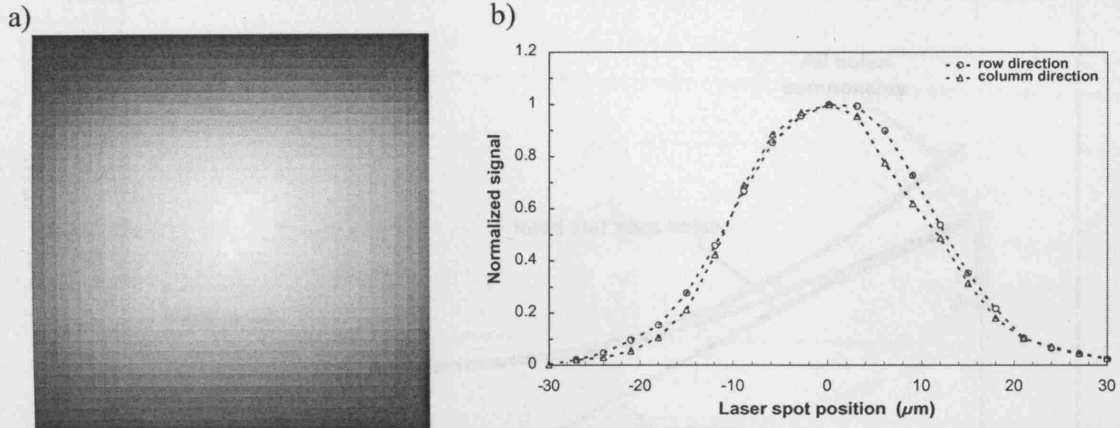 a)
b)
1.2
1
0.8
0.6
0.4
0.2
0
Normalized signal
row direction
columm direction
-30
-20
-10
0
10
20
30
Laser spot position (µm)